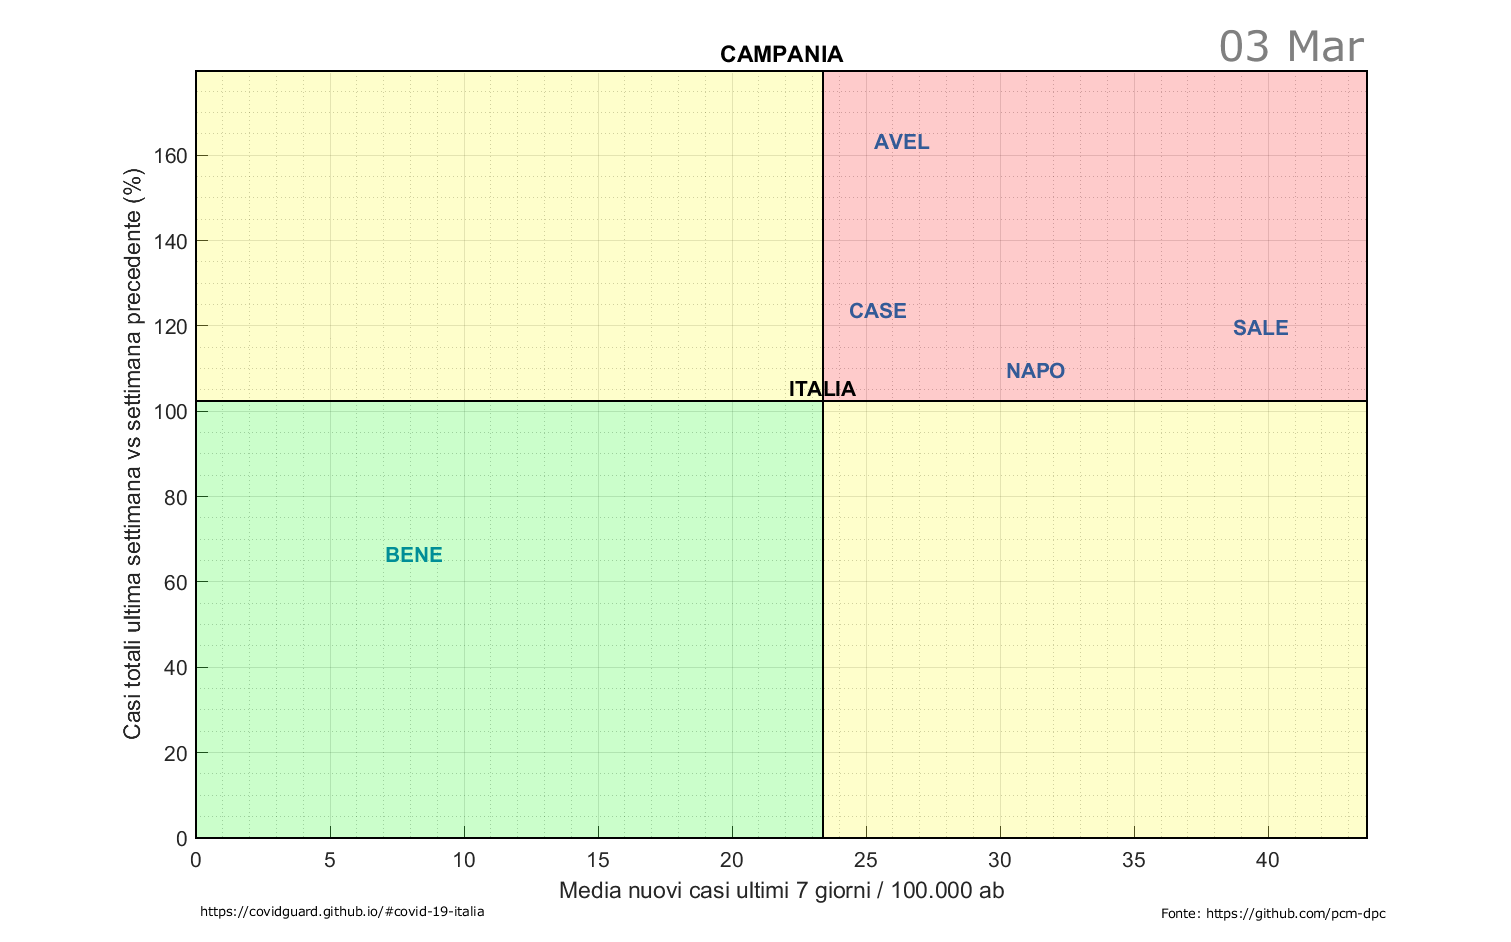 03 Mar
CAMPANIA
Casi totali ultima settimana vs settimana precedente (%)
160
140
120
100
80
60
40
20
0
AVEL
CASE
SALE
NAPO
ITALIA
BENE
0 5 10 15 20 25 30 35 40
Media nuovi casi ultimi 7 giorni / 100.000 ab
https://covidguard.github.io/#covid-19-italia
Fonte: https://github.com/pcm-dpc